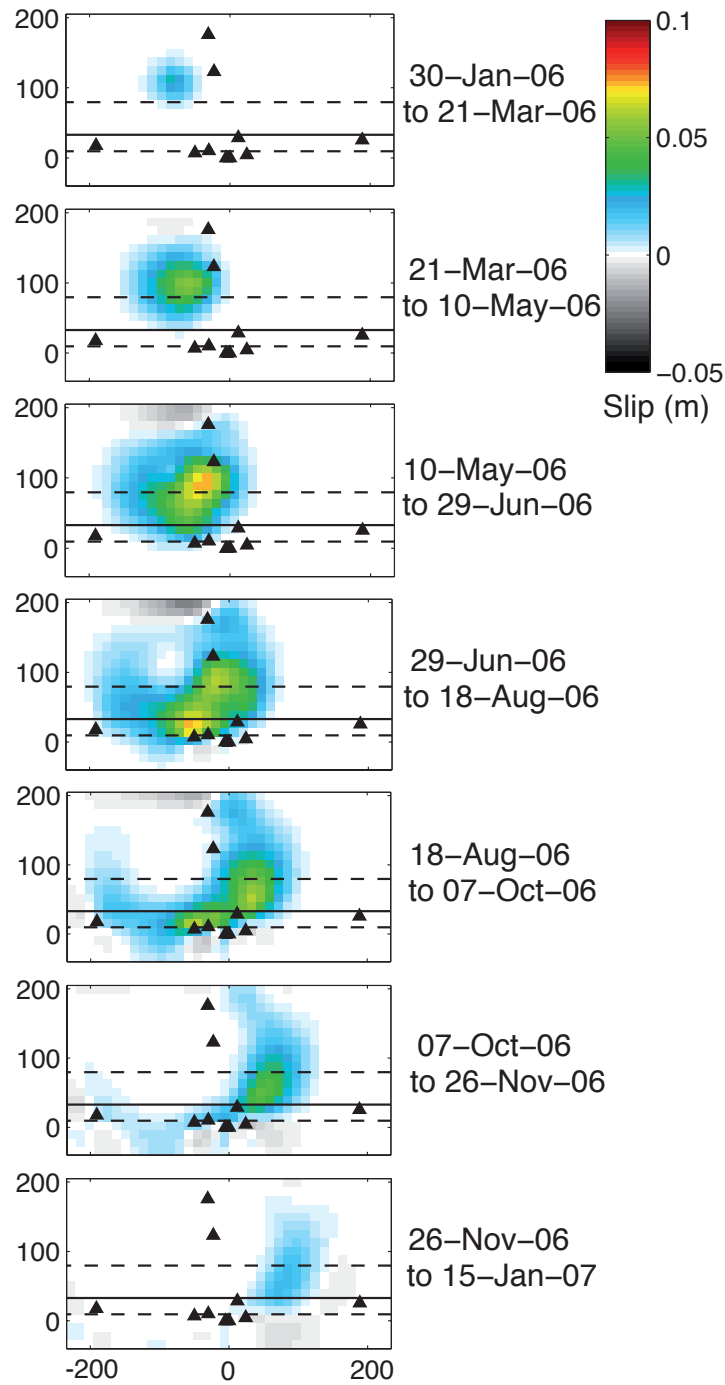 200
100
0
30−Jan−06
to 21−Mar−06
0.1
0.05
0
−0.05
Slip (m)
200
100
0
21−Mar−06
to 10−May−06
200
100
0
10−May−06
to 29−Jun−06
200
100
0
29−Jun−06
to 18−Aug−06
200
100
0
18−Aug−06
to 07−Oct−06
200
100
0
07−Oct−06
to 26−Nov−06
200
100
0
26−Nov−06
to 15−Jan−07
-200 0 200